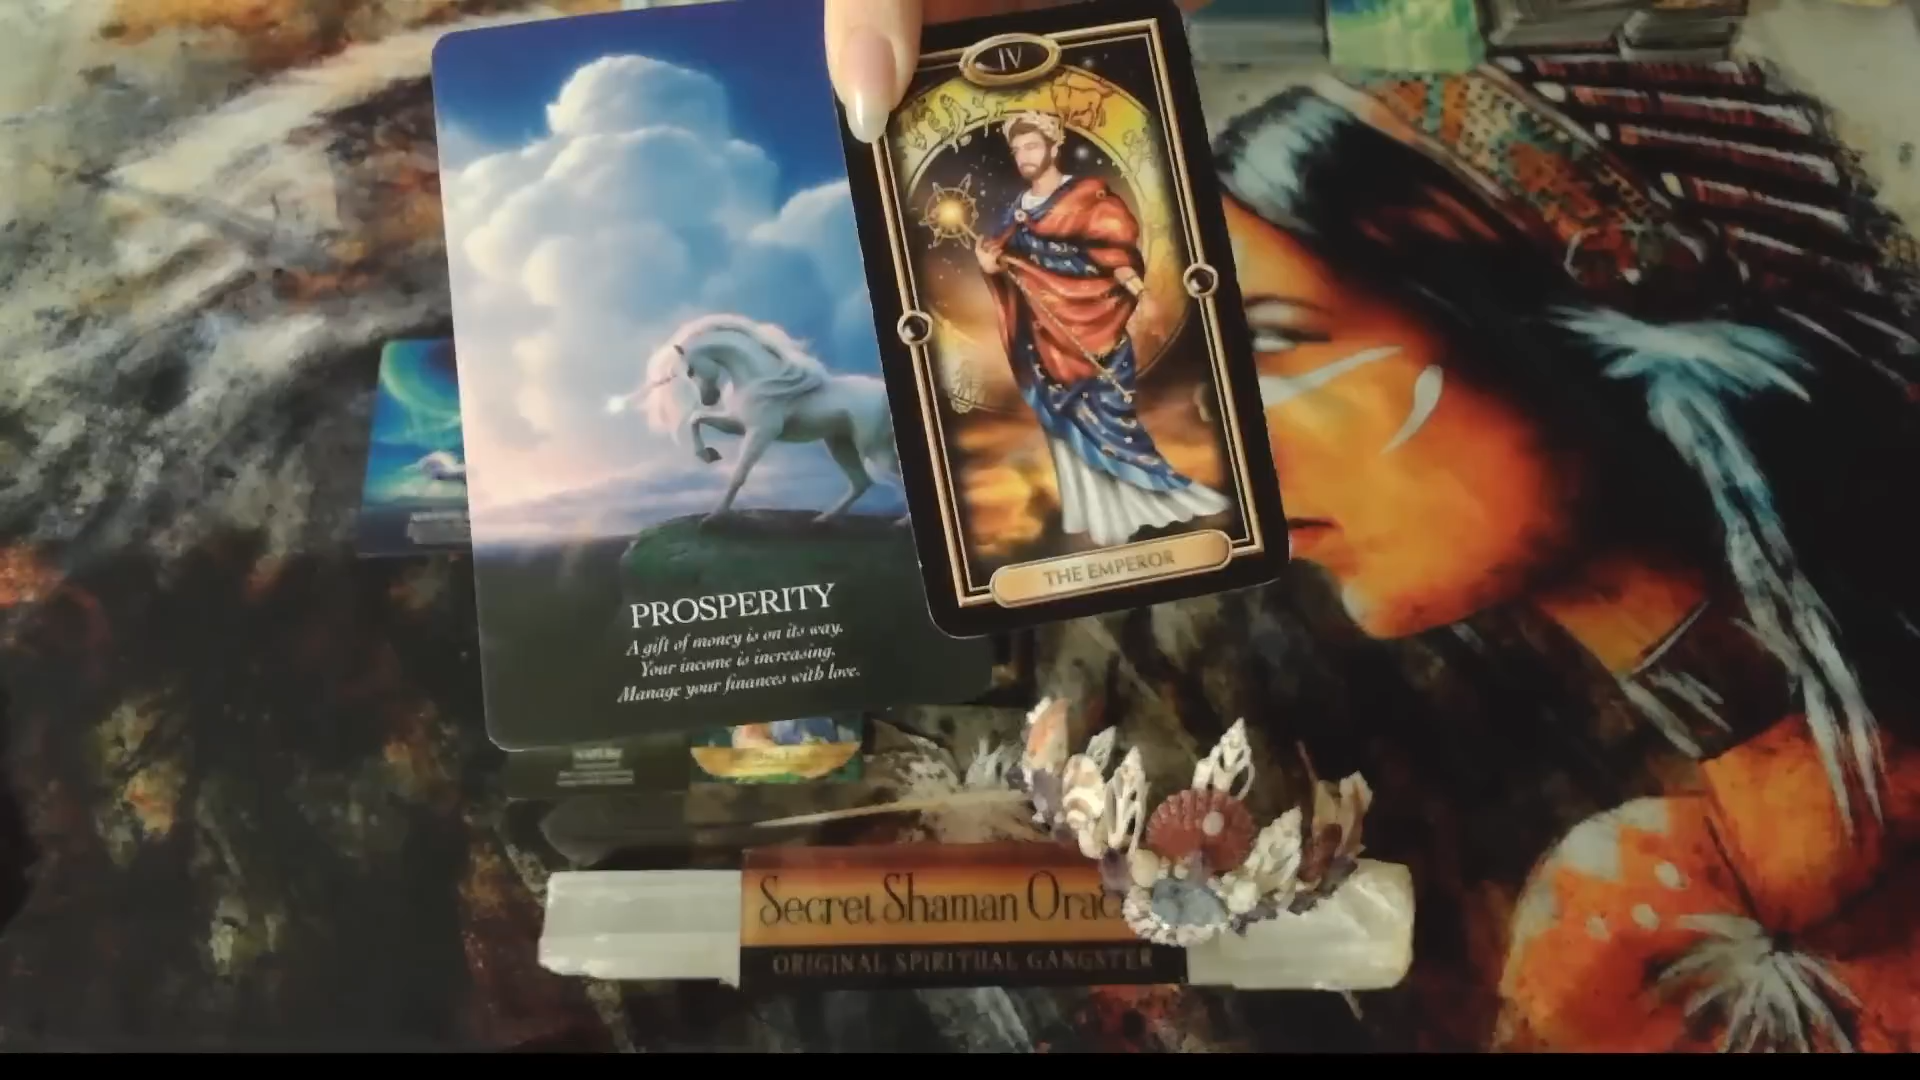 IV
THE EMPEROR
PROSPERITY
A gift of money is on its way.
Your income is increasing.
Manage your finances with love.
Secret Shaman
ORIGINAL SPIRITUAL GANGSTER